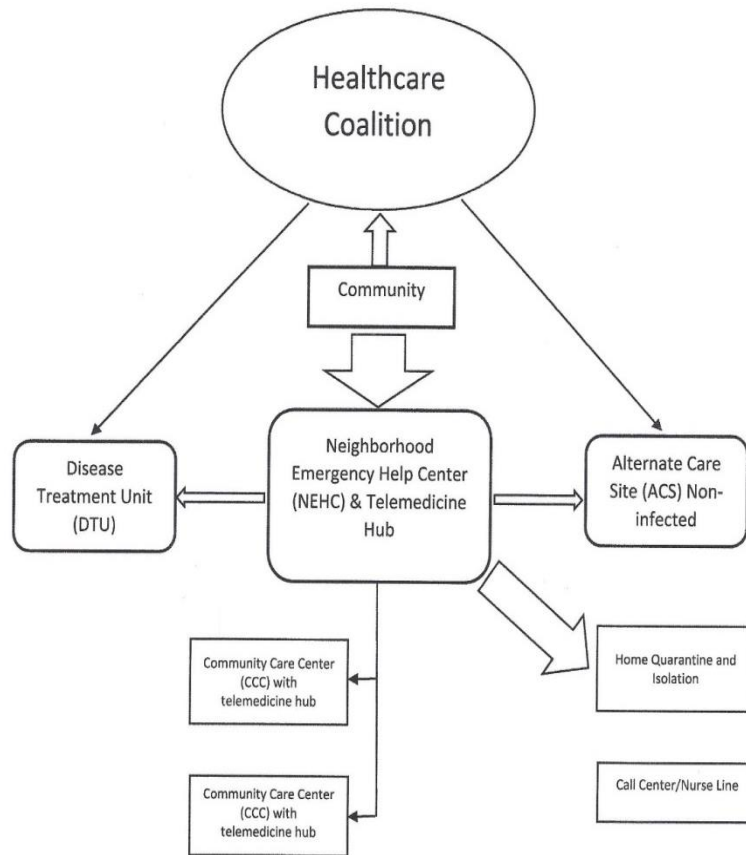 Healthcare
Coalition
Community
Neighborhood
Emergency Help Center
(NEHC) & Telemedicine
Hub
Disease
Treatment Unit
(DTU)
Alternate Care
Site (ACS) Non-
infected
Community Care Center
(CCC) with
telemedicine hub
Home Quarantine and
Isolation
Community Care Center
(CCC) with
telemedicine hub
Call Center/Nurse Line